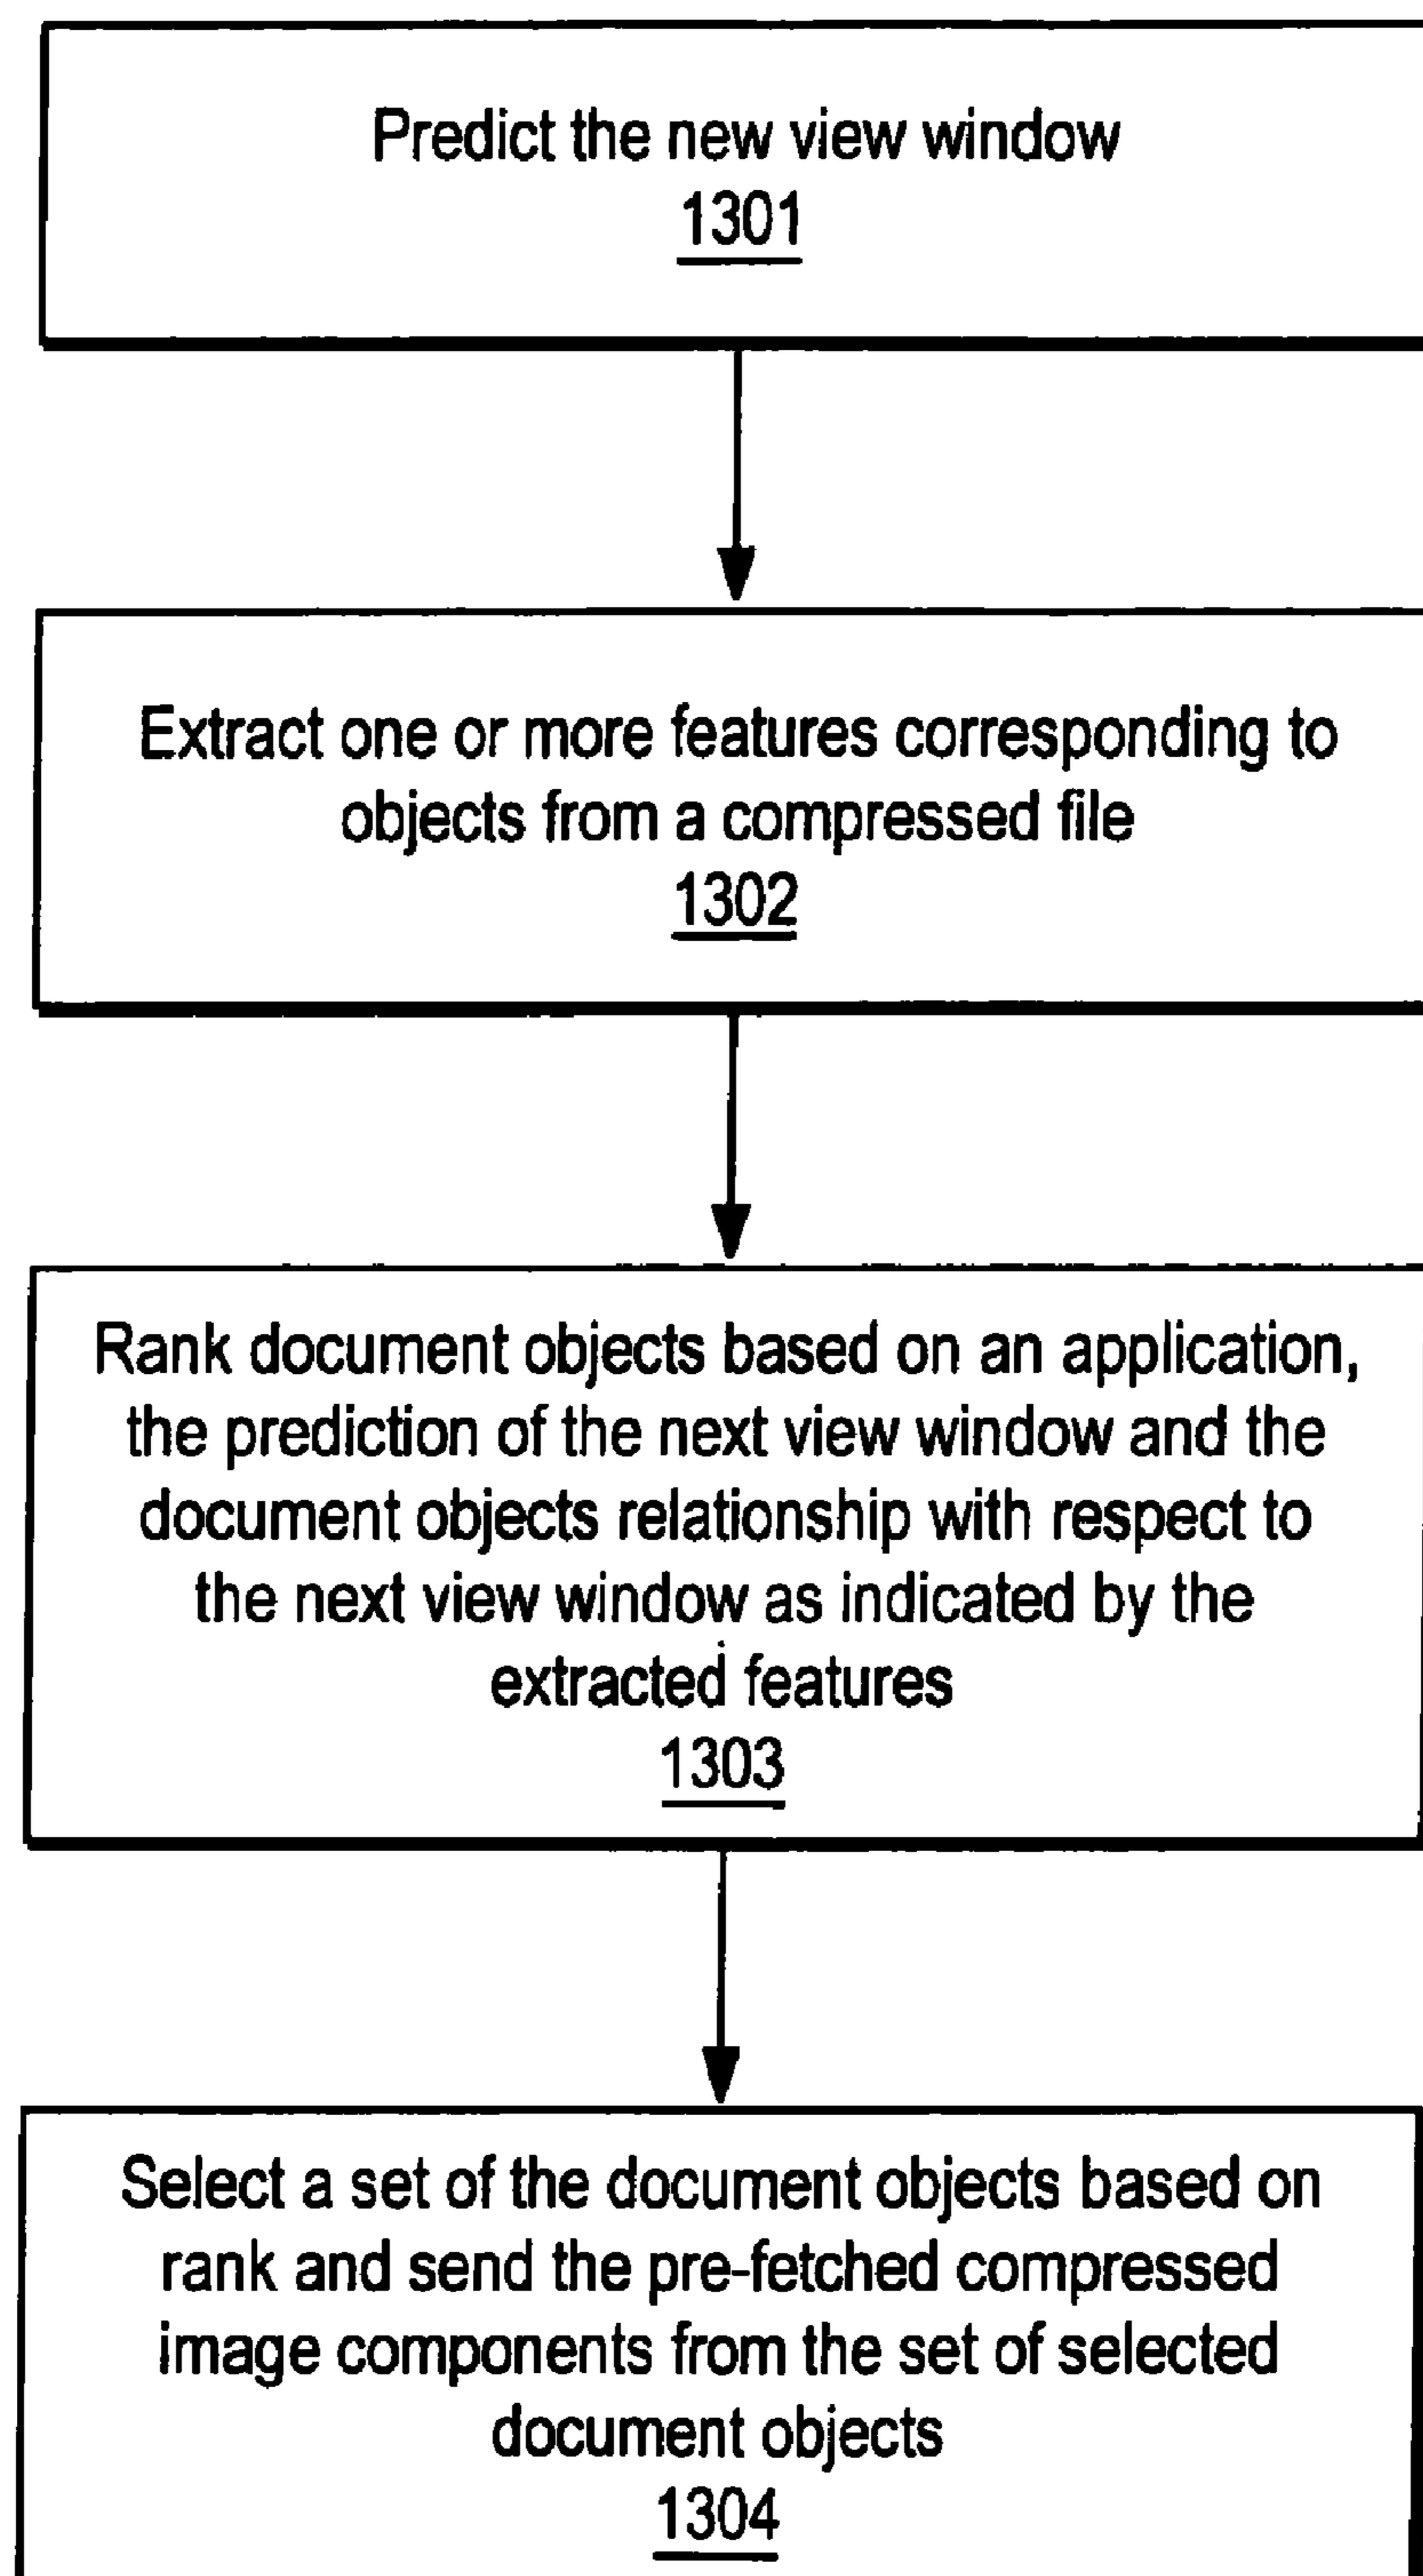 Predict the new view window
1301
Extract one or more features corresponding to
objects from a compressed file
1302
Rank document objects based on an application,
the prediction of the next view window and the
document objects relationship with respect to
the next view window as indicated by the
extracted features
1303
Select a set of the document objects based on
rank and send the pre-fetched compressed
image components from the set of selected
document objects
1304